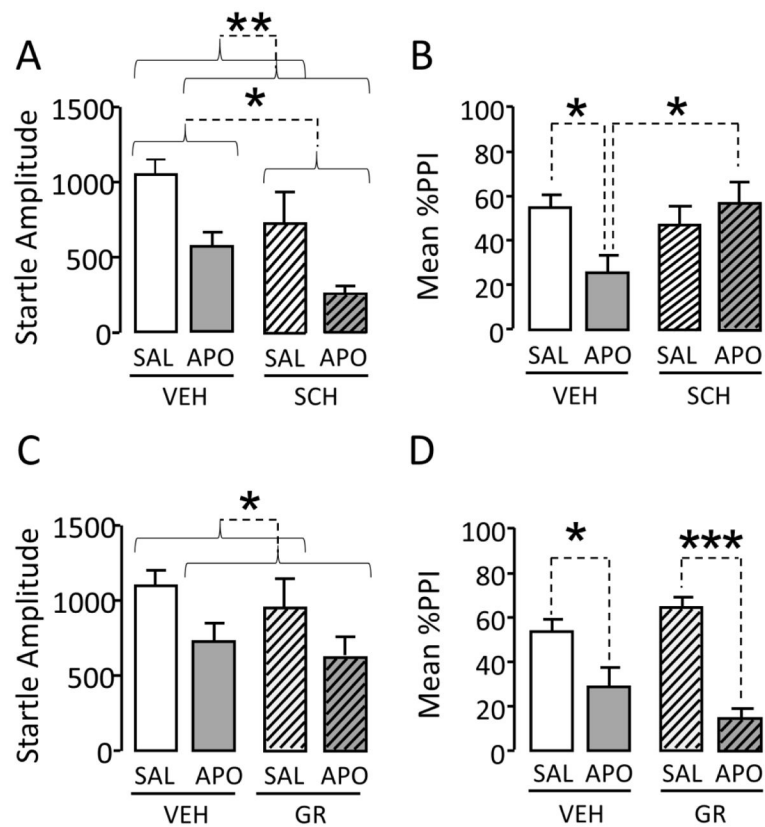 A
**
*
Startle Amplitude
1500
1000
500
0
SAL APO SAL APO
VEH SCH
B
* *
Mean %PPI
100
80
60
40
20
0
SAL APO SAL APO
VEH SCH
C
*
Startle Amplitude
1500
1000
500
0
SAL APO SAL APO
VEH GR
D
* ***
Mean %PPI
100
80
60
40
20
0
SAL APO SAL APO
VEH GR